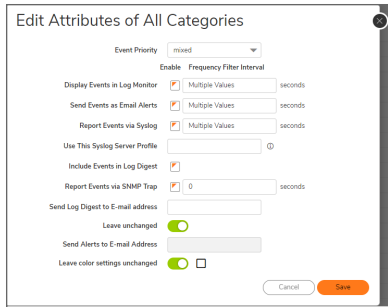 Edit Attributes of All Categories
Event Priority mixed
Enable Frequency Filter Interval
Display Events in Log Monitor Multiple Values seconds
Send Events as Email Alerts Multiple Values seconds
Report Events via Syslog Multiple Values seconds
Use This Syslog Server Profile
Include Events in Log Digest
Report Events via SNMP Trap 0 seconds
Send Log Digest to E-mail address
Leave unchanged
Send Alerts to E-mail Address
Leave color settings unchanged
Cancel Save